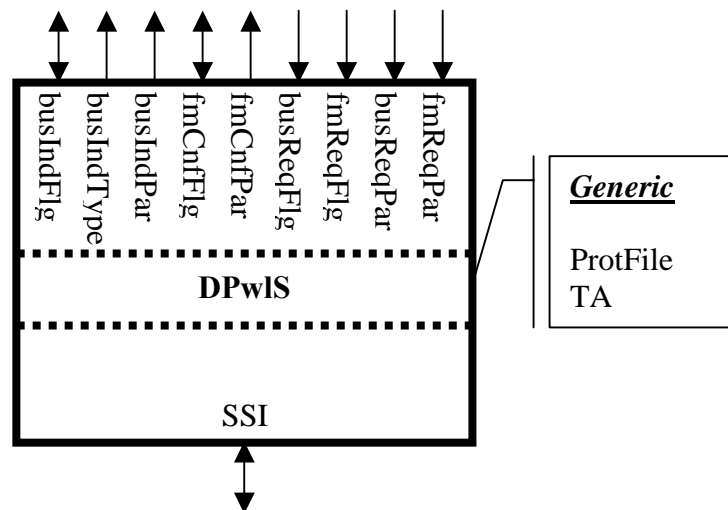 busIndFlg
busIndType
busIndPar
fmCnfFlg
fmCnfPar
busReqFlg
fmReqFlg
busReqPar
fmReqPar
DPwlS
SSI
Generic
ProtFile
TA